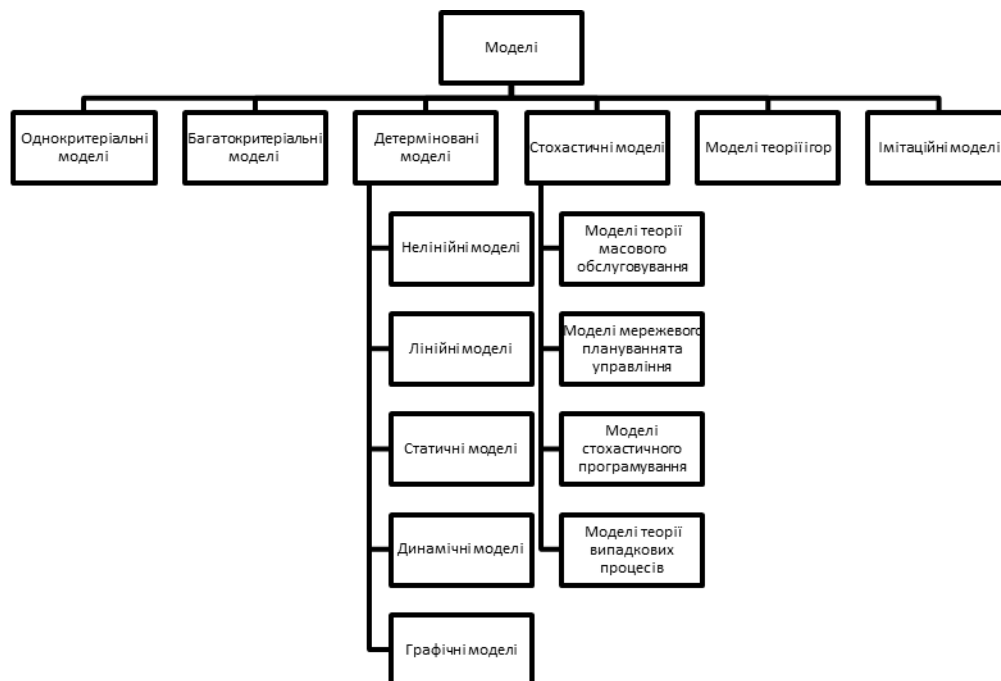 Моделі
Однокритеріальні
моделі
Багатокритеріальні
моделі
Детерміновані
моделі
Стохастичні моделі
Моделі теорії ігор
Імітаційні моделі
Нелінійні моделі
Лінійні моделі
Статичні моделі
Динамічні моделі
Графічні моделі
Моделі теорії
масового
обслуговування
Моделі мережевого
плануваннята
управління
Моделі
стохастичного
програмування
Моделі теорії
випадкових
процесів